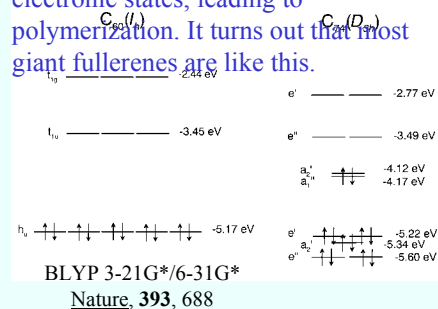 electronic states, leading to
polymerization. It turns out that most
giant fullerenes are like this.
C60(Ih)
C74(D3h)
t1g -2.44 eV
e' -2.77 eV
t1u -3.45 eV
e" -3.49 eV
a2' -4.12 eV
a1" -4.17 eV
hu -5.17 eV
e' -5.22 eV
a2' -5.34 eV
e" -5.60 eV
BLYP 3-21G*/6-31G*
Nature, 393, 688